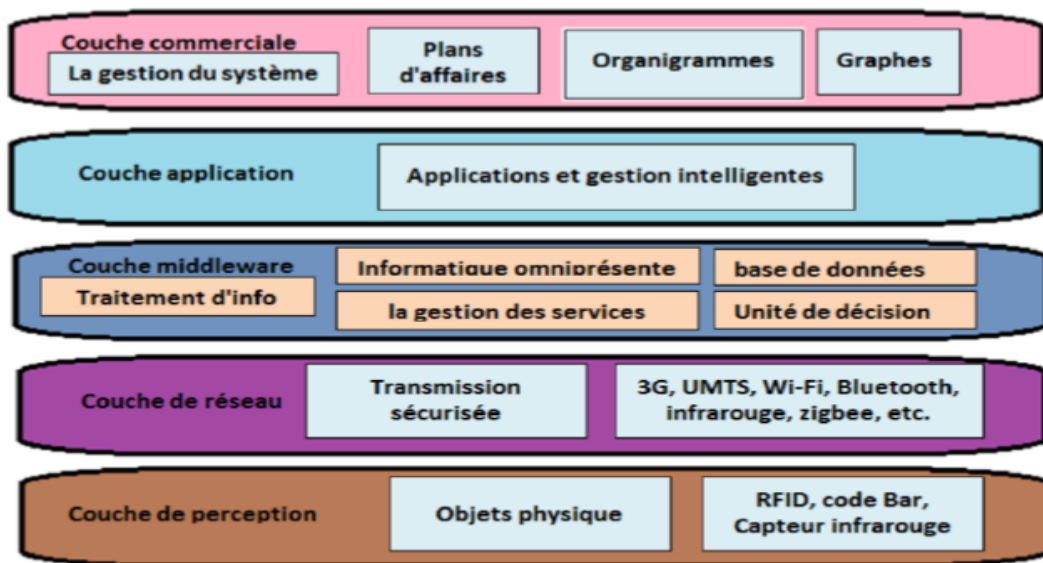 Couche commerciale
La gestion du système
Plans
d'affaires
Organigrammes
Graphes
Couche application
Applications et gestion intelligentes
Couche middleware
Traitement d'info
Informatique omniprésente
base de données
la gestion des services
Unité de décision
Couche de réseau
Transmission
sécurisée
3G, UMTS, Wi-Fi, Bluetooth,
infrarouge, zigbee, etc.
Couche de perception
Objets physique
RFID, code Bar,
Capteur infrarouge